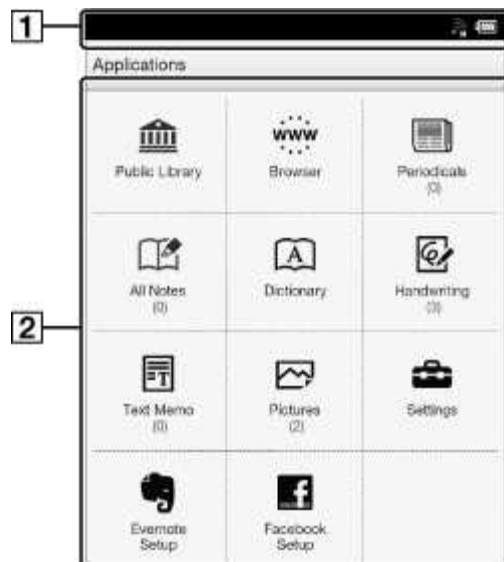 1
Applications
www
Public Library
Browser
Periodicals
(0)
A
All Notes
(0)
Dictionary
Handwriting
(3)
T
Text Memo
(0)
Pictures
(2)
Settings
2
f
Evernote
Setup
Facebook
Setup